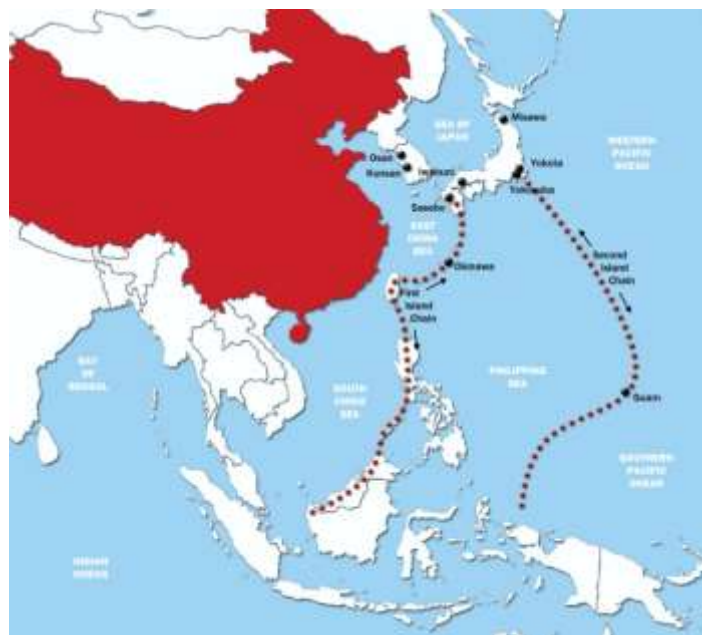 Misawa
SEA OF
JAPAN
WESTERN-
PACIFIC
OCEAN
Osan
Kunsan
Iwakuni
Yokota
Yokosuka
Sasebo
EAST
CHINA
SEA
Okinawa
Second
Island
Chain
First
Island
Chain
BAY
OF
BENGAL
SOUTH
CHINA
SEA
PHILIPPINE
SEA
Guam
SOUTHERN-
PACIFIC
OCEAN
INDIAN
OCEAN